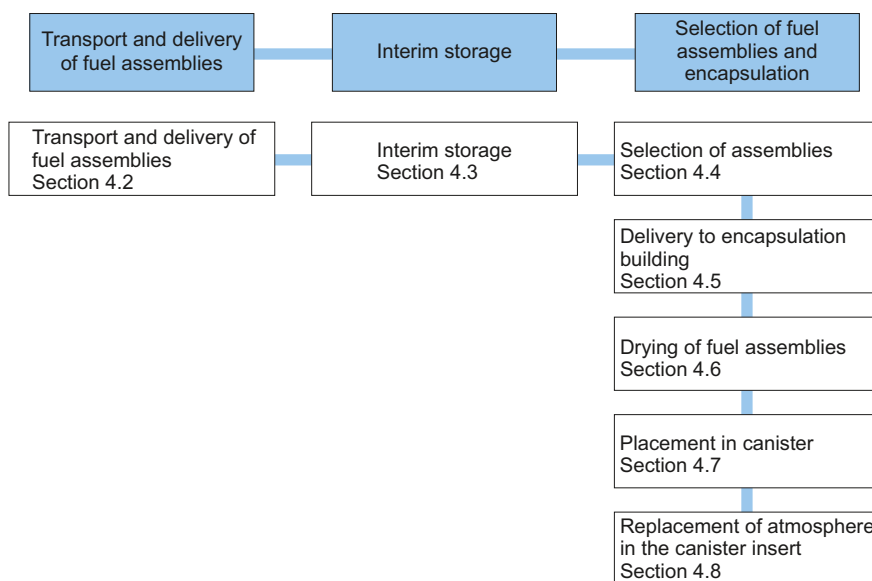 Transport and delivery
of fuel assemblies
Interim storage
Selection of fuel
assemblies and
encapsulation
Transport and delivery of
fuel assemblies
Section 4.2
Interim storage
Section 4.3
Selection of assemblies
Section 4.4
Delivery to encapsulation
building
Section 4.5
Drying of fuel assemblies
Section 4.6
Placement in canister
Section 4.7
Replacement of atmosphere
in the canister insert
Section 4.8